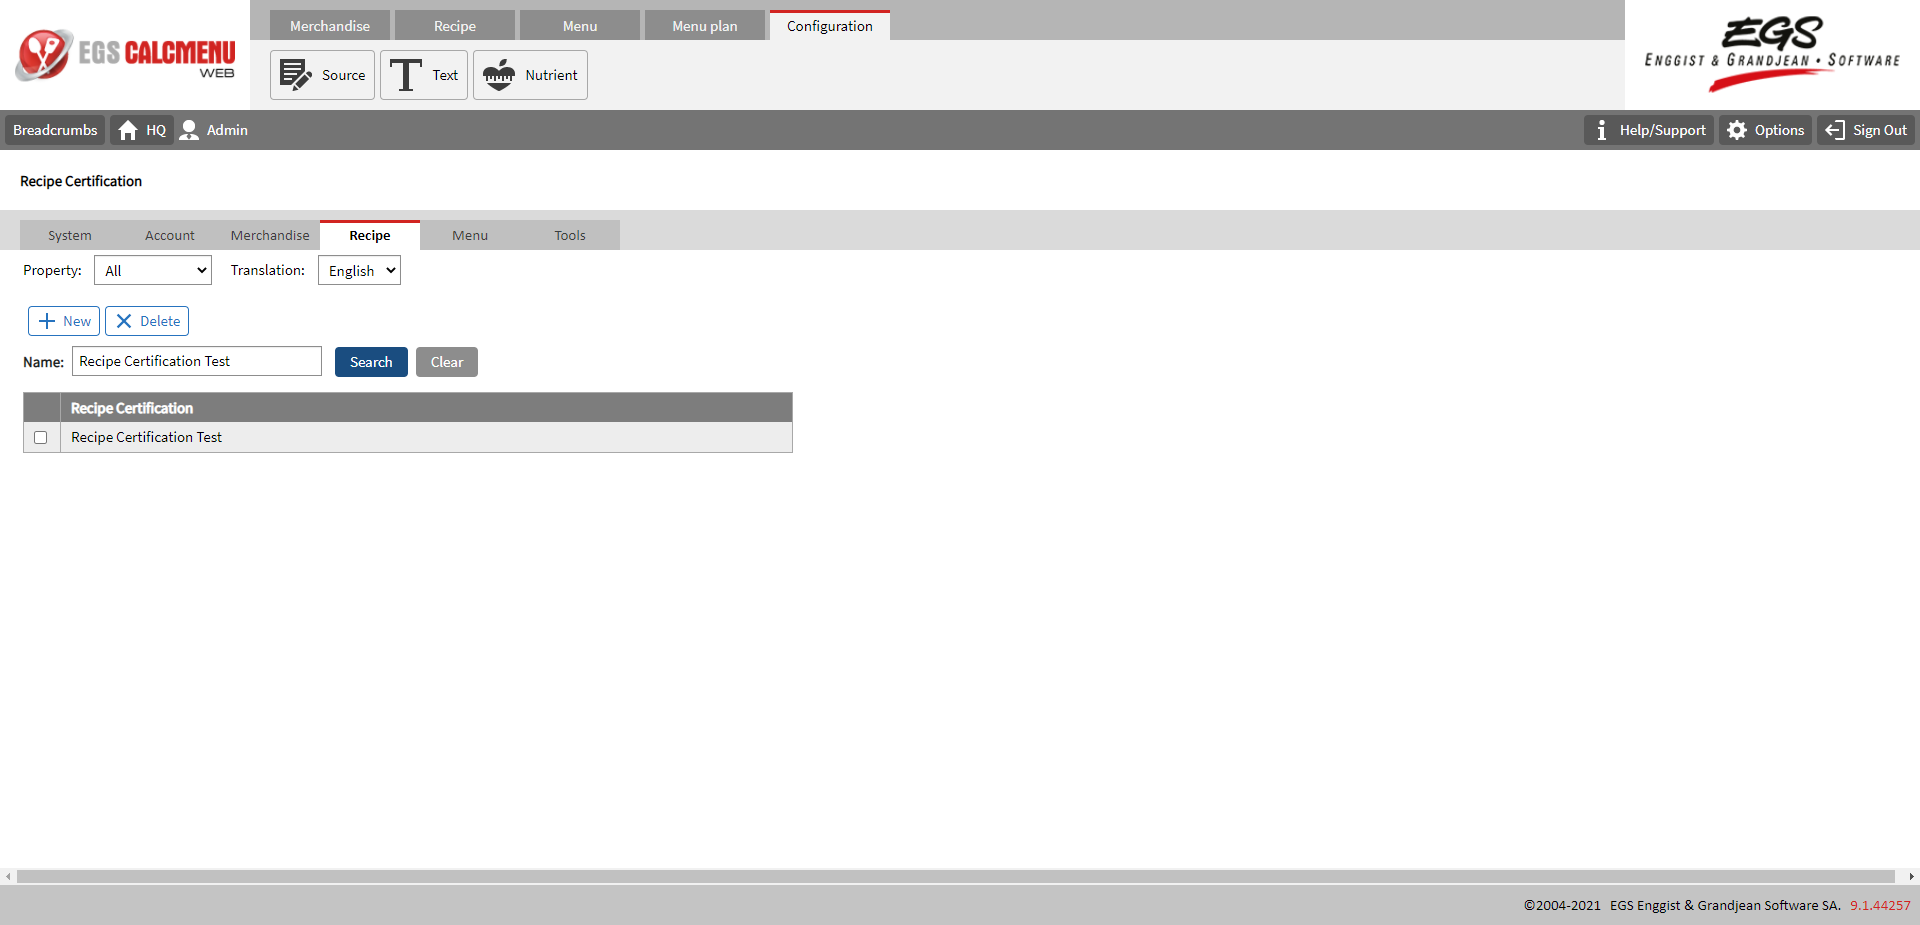 EGS CALCMENU
WEB
Merchandise Recipe Menu Menu plan Configuration
Source Text Nutrient
EGS
ENGGIST & GRANDJEAN • SOFTWARE
Breadcrumbs HQ Admin Help/Support Options Sign Out
Recipe Certification
System Account Merchandise Recipe Menu Tools
Property: All Translation: English
New Delete
Name: Recipe Certification Test Search Clear
Recipe Certification
Recipe Certification Test
©2004-2021 EGS Enggist & Grandjean Software SA. 9.1.44257